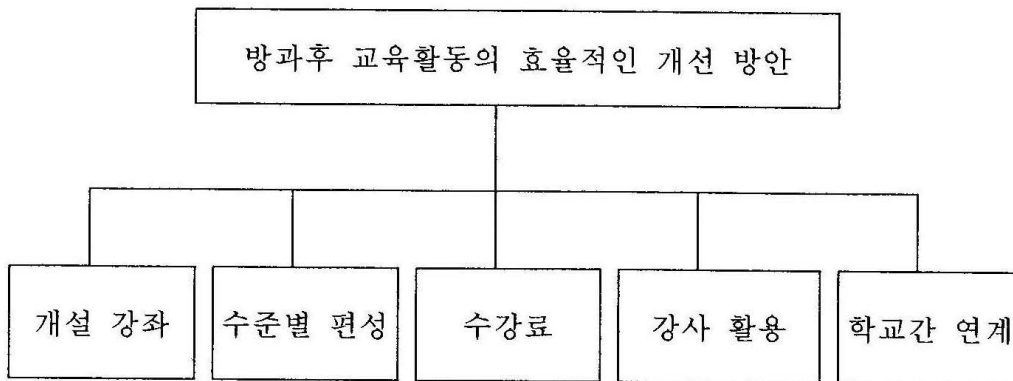 방과후 교육활동의 효율적인 개선 방안
개설 강좌
수준별 편성
수강료
강사 활용
학교간 연계